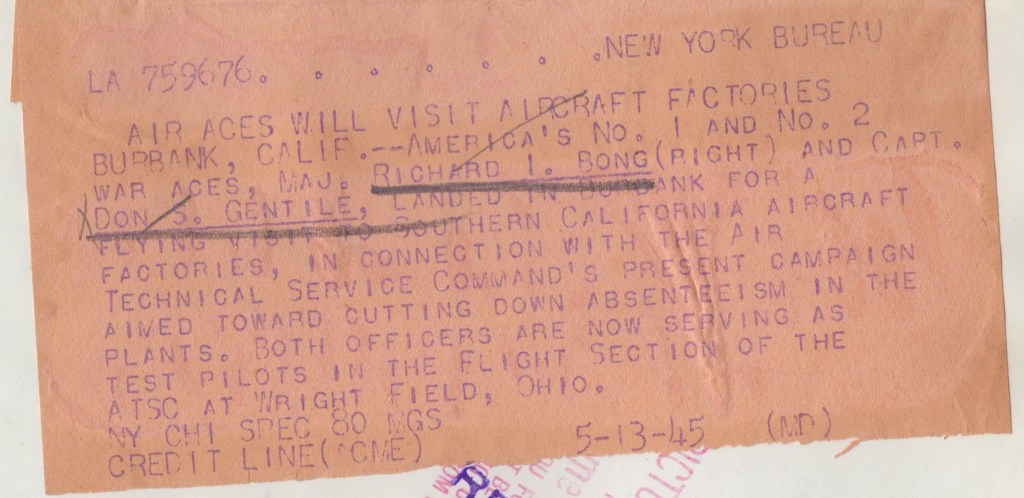 LA 759676. . . . . . .NEW YORK BUREAU
AIR ACES WILL VISIT AIRCRAFT FACTORIES
BURBANK, CALIF.--AMERICA'S NO. 1 AND NO. 2
WAR ACES, MAJ. RICHARD I. BONG(RIGHT) AND CAPT.
DON S. GENTILE, LANDED IN BURBANK FOR A
FLYING VISIT TO SOUTHERN CALIFORNIA AIRCRAFT
FACTORIES, IN CONNECTION WITH THE AIR
TECHNICAL SERVICE COMMAND'S PRESENT CAMPAIGN
AIMED TOWARD CUTTING DOWN ABSENTEEISM IN THE
PLANTS. BOTH OFFICERS ARE NOW SERVING AS
TEST PILOTS IN THE FLIGHT SECTION OF THE
ATSC AT WRIGHT FIELD, OHIO.
NY CHI SPEC 80 MGS
CREDIT LINE(ACME) 5-13-45 (MD)